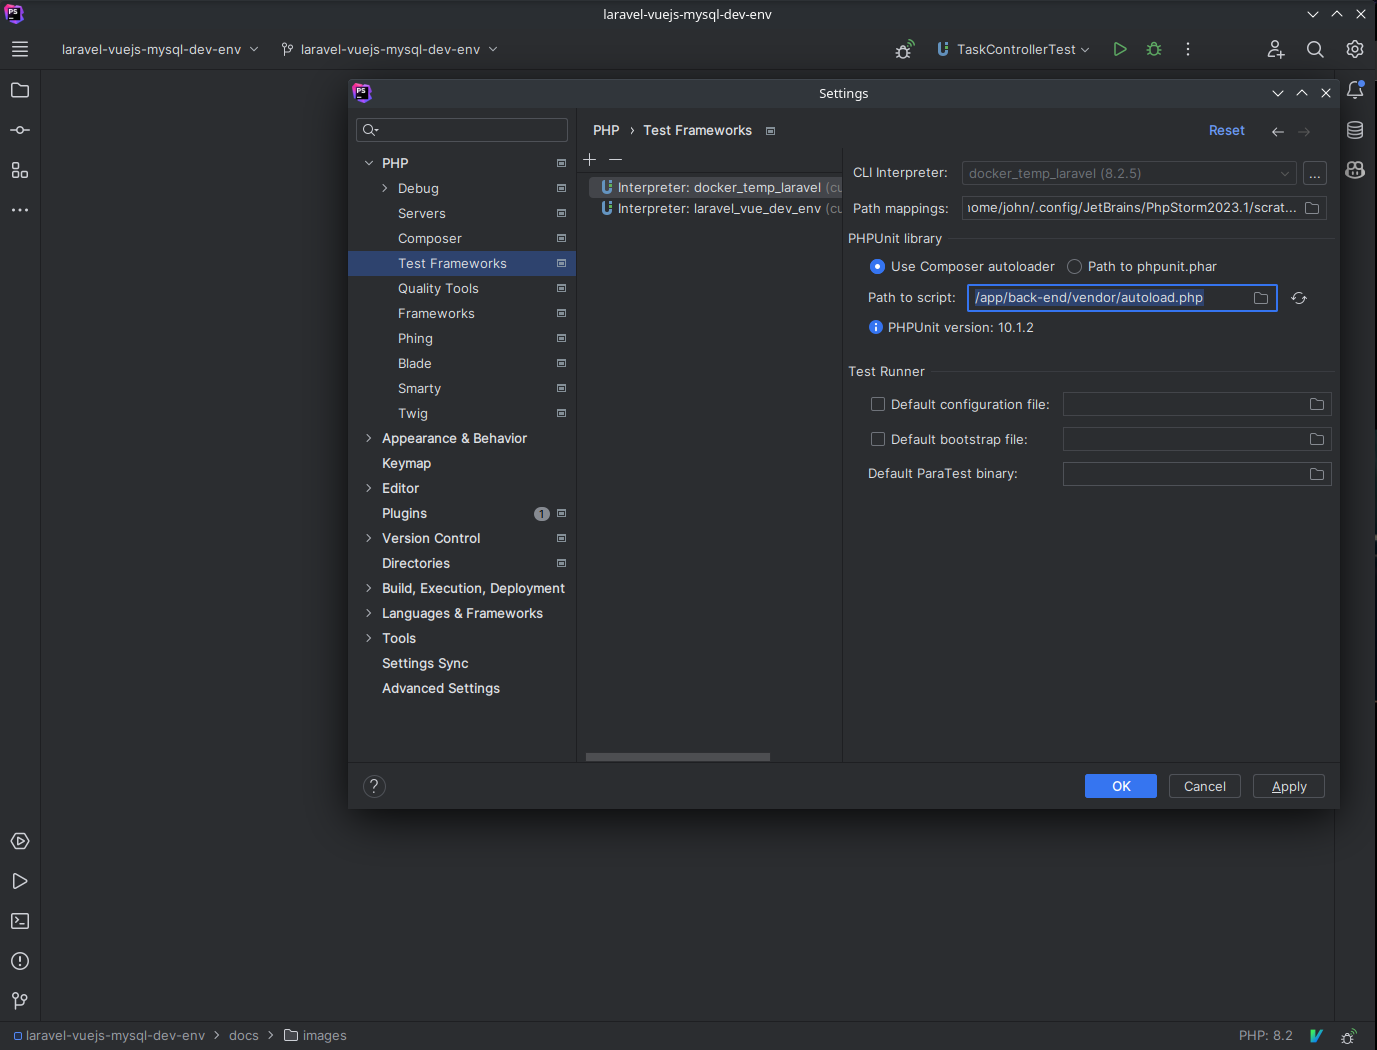 laravel-vuejs-mysql-dev-env
laravel-vuejs-mysql-dev-env
laravel-vuejs-mysql-dev-env
TaskControllerTest
Settings
PHP
Debug
Servers
Composer
Test Frameworks
Quality Tools
Frameworks
Phing
Blade
Smarty
Twig
Appearance & Behavior
Keymap
Editor
Plugins 1
Version Control
Directories
Build, Execution, Deployment
Languages & Frameworks
Tools
Settings Sync
Advanced Settings
PHP › Test Frameworks
Reset
Interpreter: docker_temp_laravel (cu
Interpreter: laravel_vue_dev_env (cu
CLI Interpreter: docker_temp_laravel (8.2.5) ...
Path mappings: home/john/.config/JetBrains/PhpStorm2023.1/scrat...
PHPUnit library
Use Composer autoloader Path to phpunit.phar
Path to script: /app/back-end/vendor/autoload.php
PHPUnit version: 10.1.2
Test Runner
Default configuration file:
Default bootstrap file:
Default ParaTest binary:
?
OK Cancel Apply
laravel-vuejs-mysql-dev-env > docs > images
PHP: 8.2